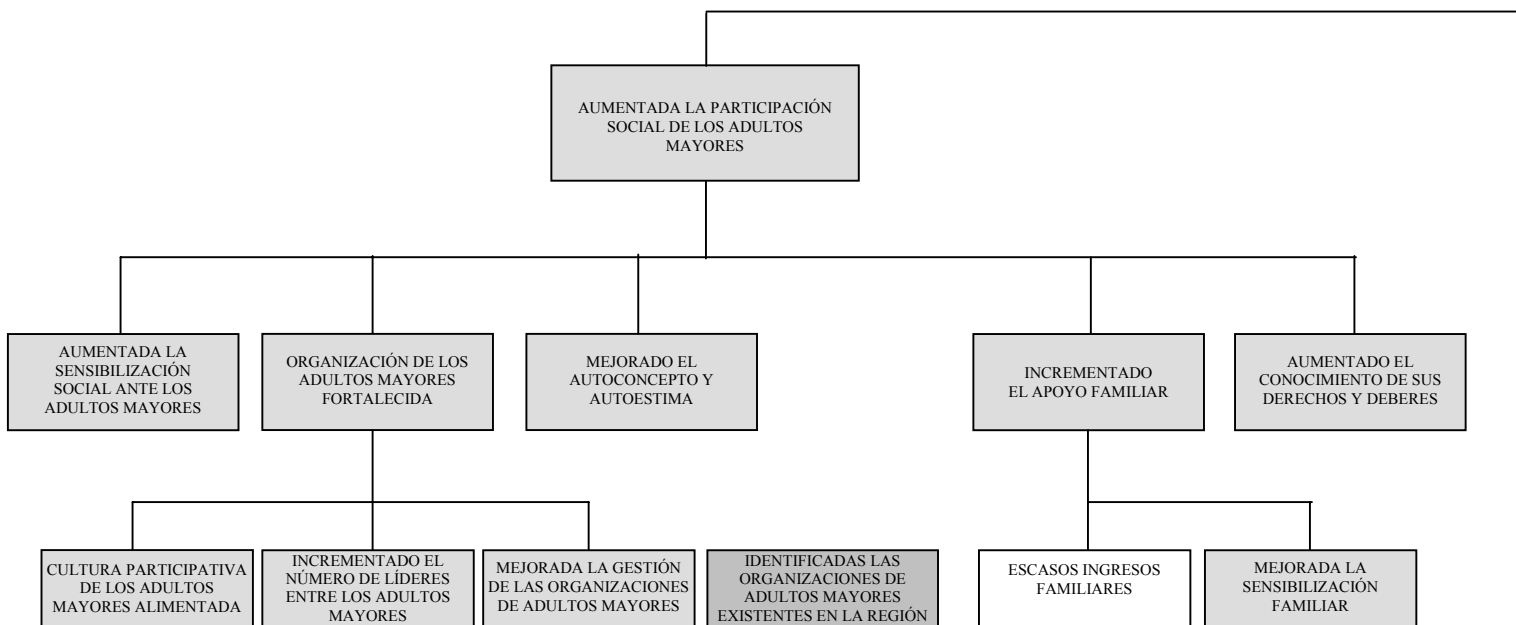 AUMENTADA LA PARTICIPACIÓN
SOCIAL DE LOS ADULTOS
MAYORES
AUMENTADA LA
SENSIBILIZACIÓN
SOCIAL ANTE LOS
ADULTOS MAYORES
ORGANIZACIÓN DE LOS
ADULTOS MAYORES
FORTALECIDA
MEJORADO EL
AUTOCONCEPTO Y
AUTOESTIMA
INCREMENTADO
EL APOYO FAMILIAR
AUMENTADO EL
CONOCIMIENTO DE SUS
DERECHOS Y DEBERES
CULTURA PARTICIPATIVA
DE LOS ADULTOS
MAYORES ALIMENTADA
INCREMENTADO EL
NÚMERO DE LÍDERES
ENTRE LOS ADULTOS
MAYORES
MEJORADA LA GESTIÓN
DE LAS ORGANIZACIONES
DE ADULTOS MAYORES
IDENTIFICADAS LAS
ORGANIZACIONES DE
ADULTOS MAYORES
EXISTENTES EN LA REGIÓN
ESCASOS INGRESOS
FAMILIARES
MEJORADA LA
SENSIBILIZACIÓN
FAMILIAR